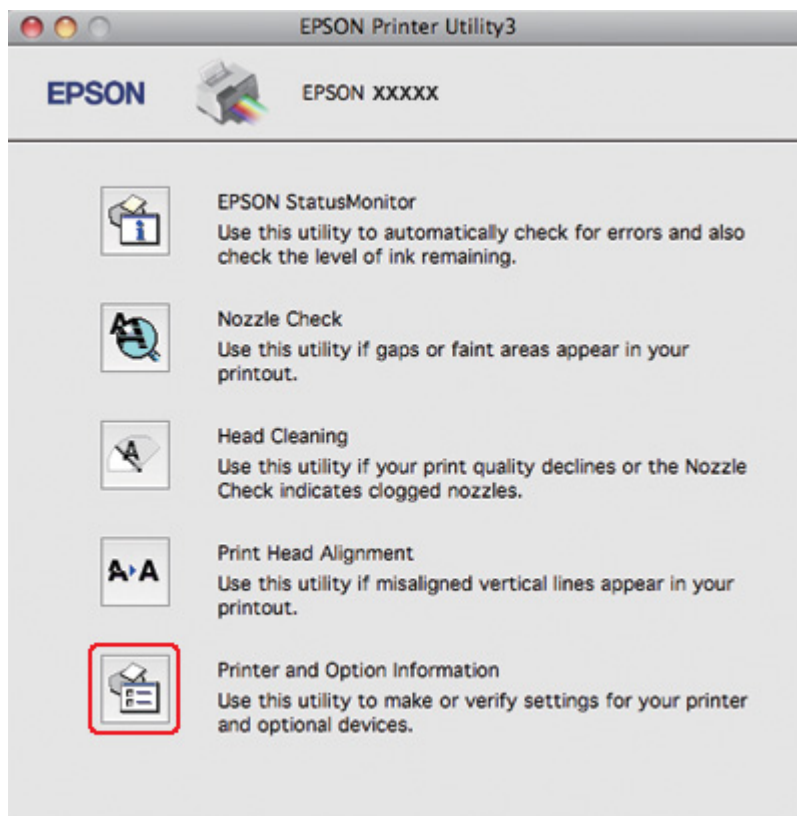 EPSON Printer Utility3
EPSON
EPSON XXXXX
EPSON StatusMonitor
Use this utility to automatically check for errors and also
check the level of ink remaining.
Nozzle Check
Use this utility if gaps or faint areas appear in your
printout.
Head Cleaning
Use this utility if your print quality declines or the Nozzle
Check indicates clogged nozzles.
A A
Print Head Alignment
Use this utility if misaligned vertical lines appear in your
printout.
Printer and Option Information
Use this utility to make or verify settings for your printer
and optional devices.